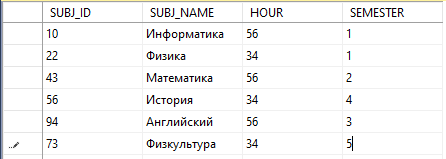 SUBJ_ID SUBJ_NAME HOUR SEMESTER
10 Информатика 56 1
22 Физика 34 1
43 Математика 56 2
56 История 34 4
94 Английский 56 3
73 Физкультура 34 5